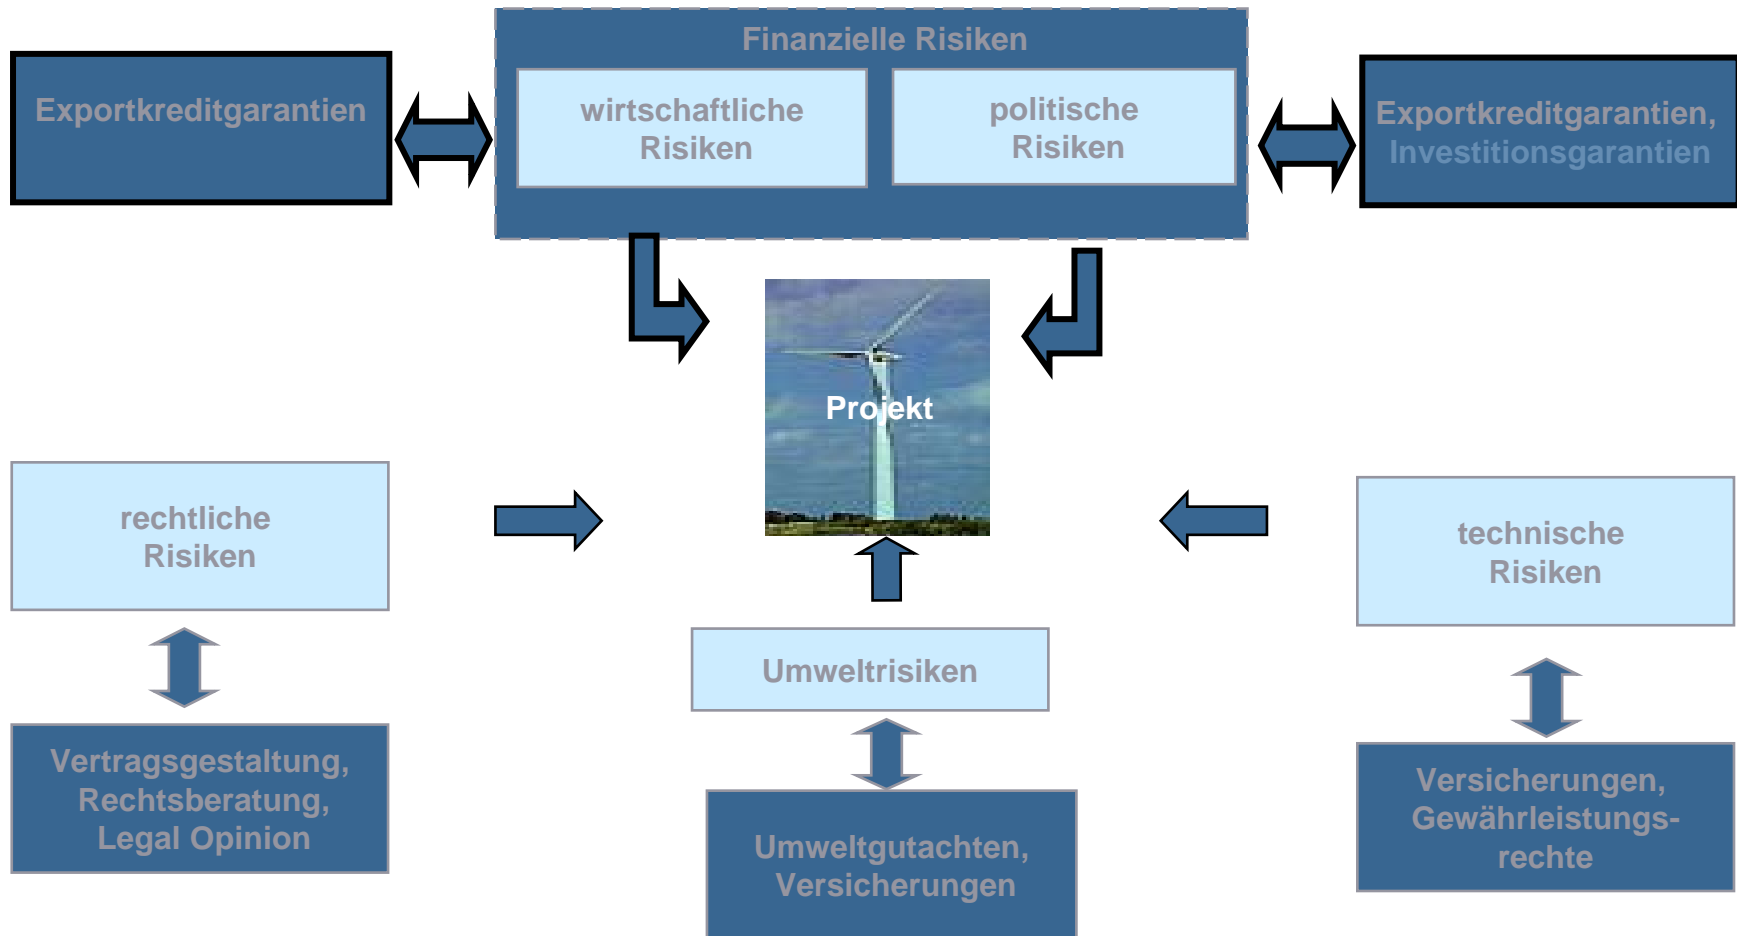 Finanzielle Risiken
Exportkreditgarantien
wirtschaftliche
Risiken
politische
Risiken
Exportkreditgarantien,
Investitionsgarantien
Projekt
rechtliche
Risiken
technische
Risiken
Umweltrisiken
Vertragsgestaltung,
Rechtsberatung,
Legal Opinion
Umweltgutachten,
Versicherungen
Versicherungen,
Gewährleistungs-
rechte